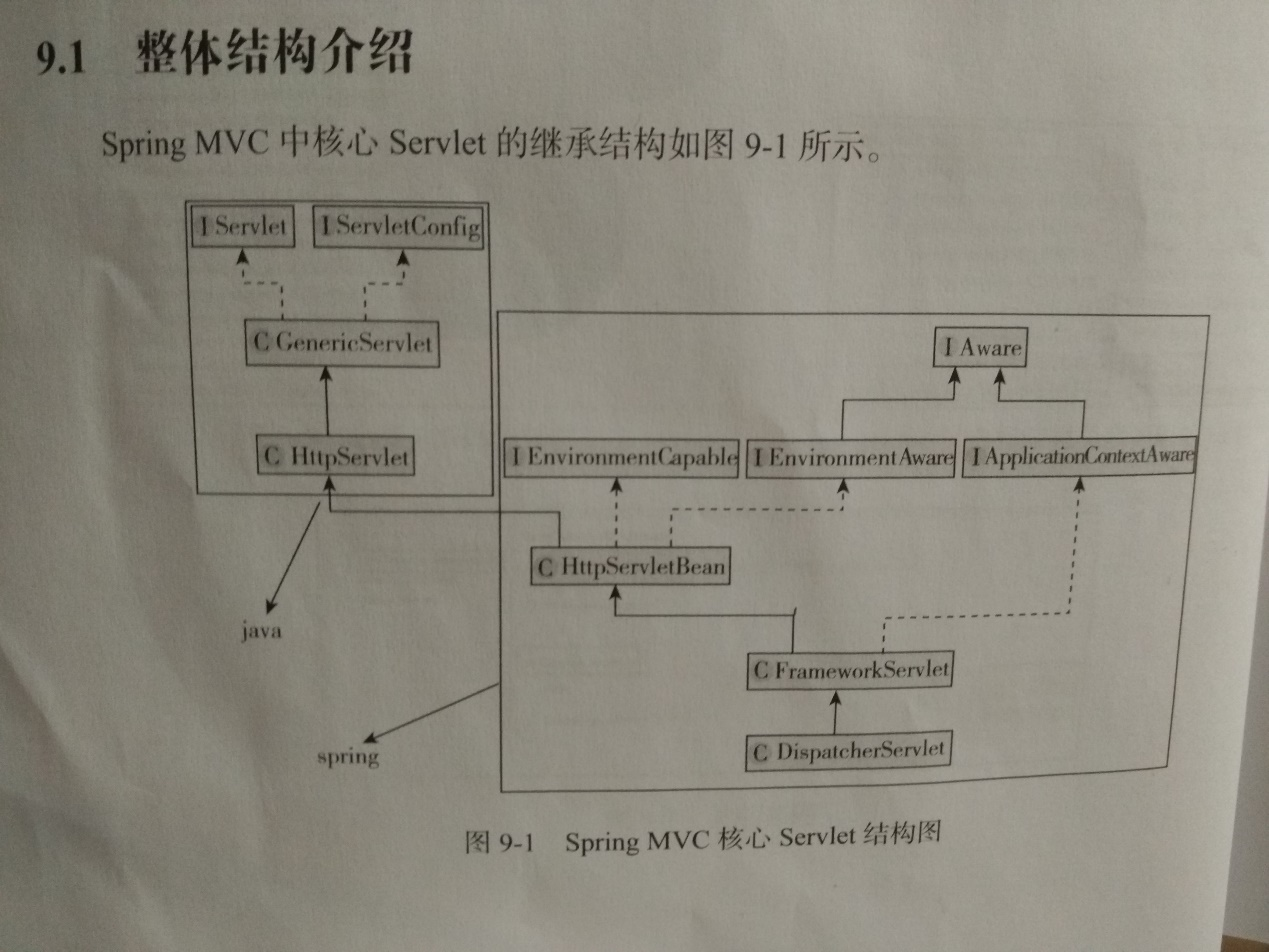 9.1 整体结构介绍
Spring MVC 中核心 Servlet 的继承结构如图 9-1 所示。
I Servlet
I ServletConfig
C GenericServlet
I Aware
C HttpServlet
I EnvironmentCapable
I EnvironmentAware
I ApplicationContextAware
C HttpServletBean
java
C FrameworkServlet
spring
C DispatcherServlet
图 9-1 Spring MVC 核心 Servlet 结构图